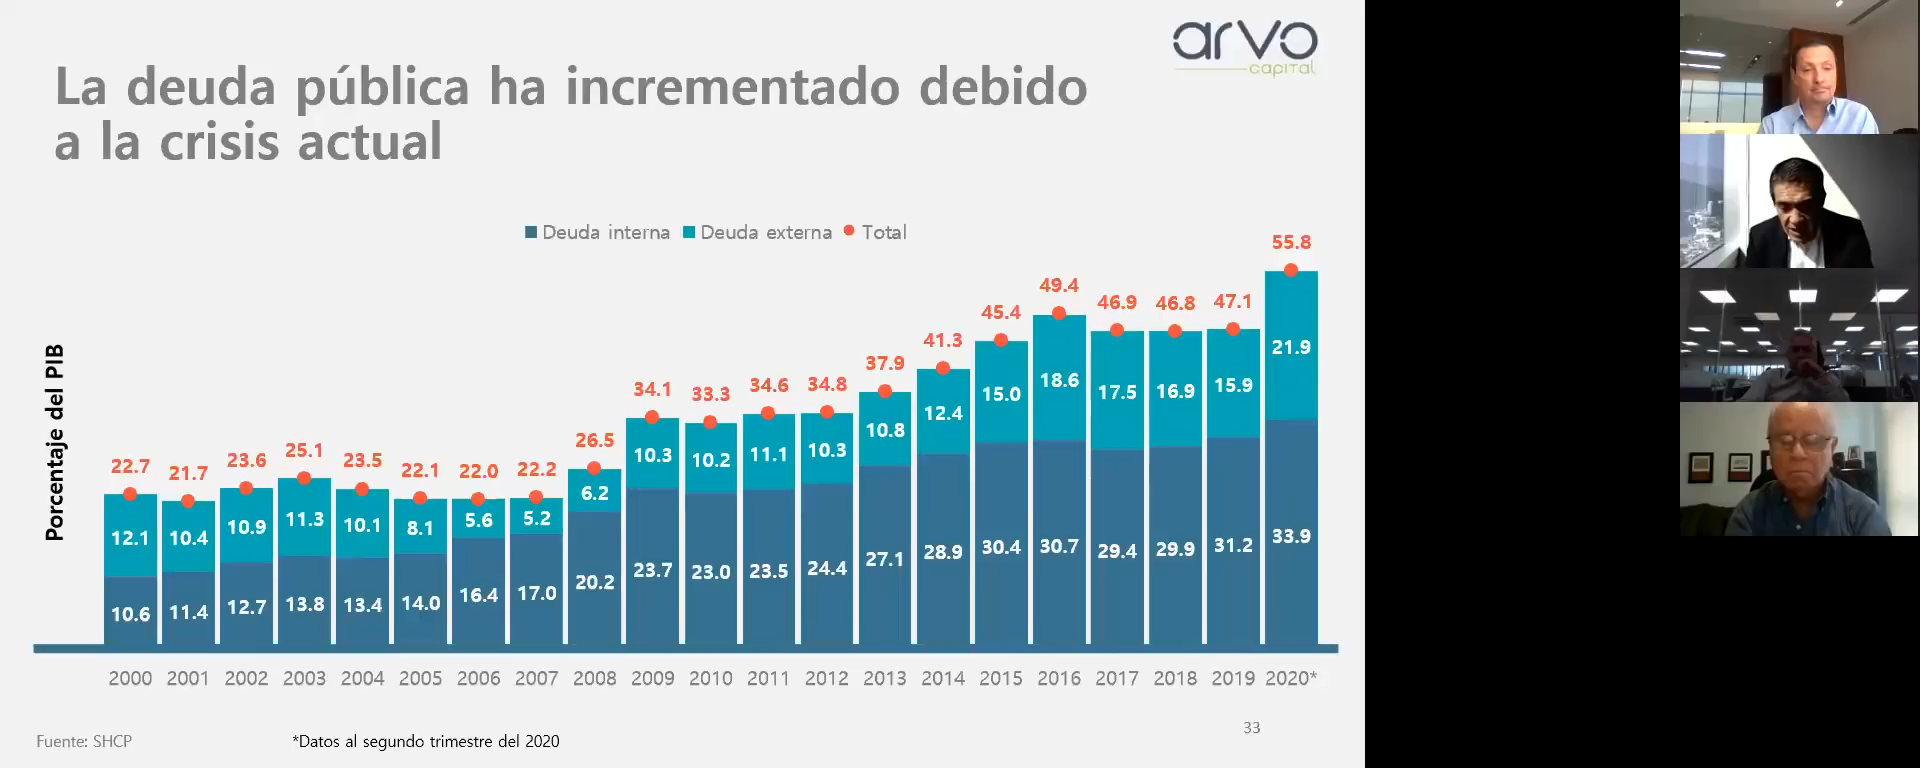 arvo
capital
La deuda pública ha incrementado debido
a la crisis actual
Deuda interna Deuda externa Total
Porcentaje del PIB
22.7 21.7 23.6 25.1 23.5 22.1 22.0 22.2 26.5 34.1 33.3 34.6 34.8 37.9 41.3 45.4 49.4 46.9 46.8 47.1 55.8
12.1 10.4 10.9 11.3 10.1 8.1 5.6 5.2 6.2 10.3 10.2 11.1 10.3 10.8 12.4 15.0 18.6 17.5 16.9 15.9 21.9
10.6 11.4 12.7 13.8 13.4 14.0 16.4 17.0 20.2 23.7 23.0 23.5 24.4 27.1 28.9 30.4 30.7 29.4 29.9 31.2 33.9
2000 2001 2002 2003 2004 2005 2006 2007 2008 2009 2010 2011 2012 2013 2014 2015 2016 2017 2018 2019 2020*
33
Fuente: SHCP *Datos al segundo trimestre del 2020